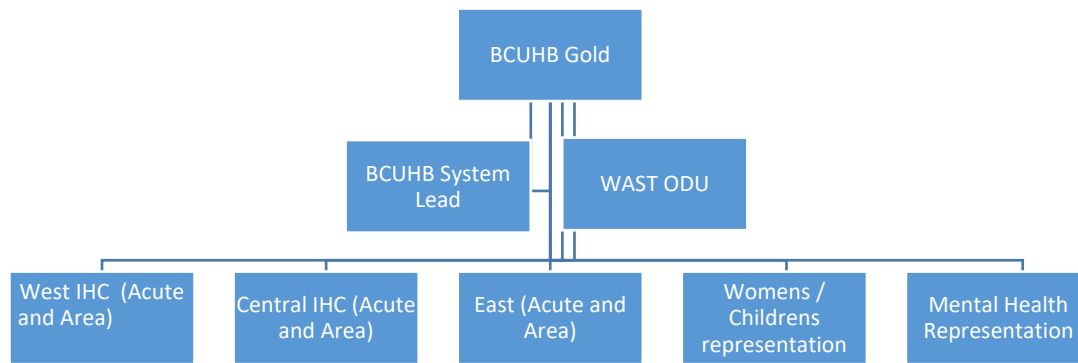 BCUHB Gold
BCUHB System
Lead
WAST ODU
West IHC (Acute
and Area)
Central IHC (Acute
and Area)
East (Acute and
Area)
Womens /
Childrens
representation
Mental Health
Representation